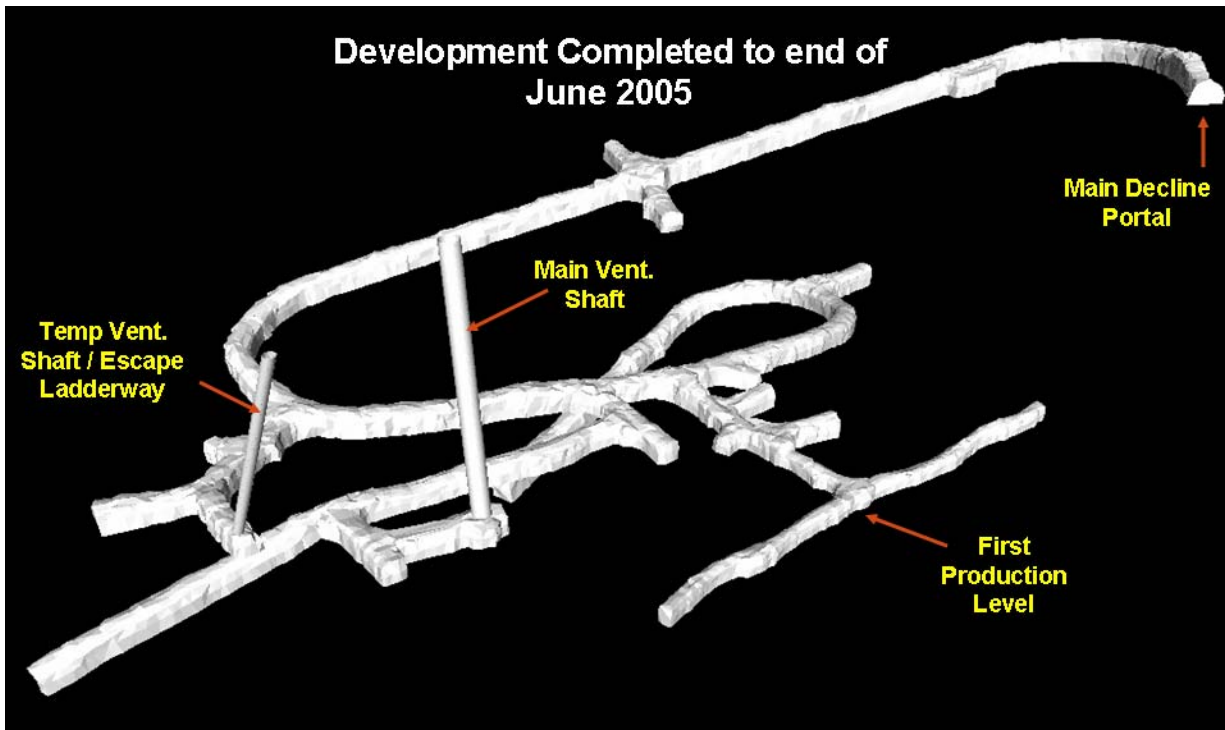 Development Completed to end of
June 2005
Main Decline
Portal
Main Vent.
Shaft
Temp Vent.
Shaft / Escape
Ladderway
First
Production
Level